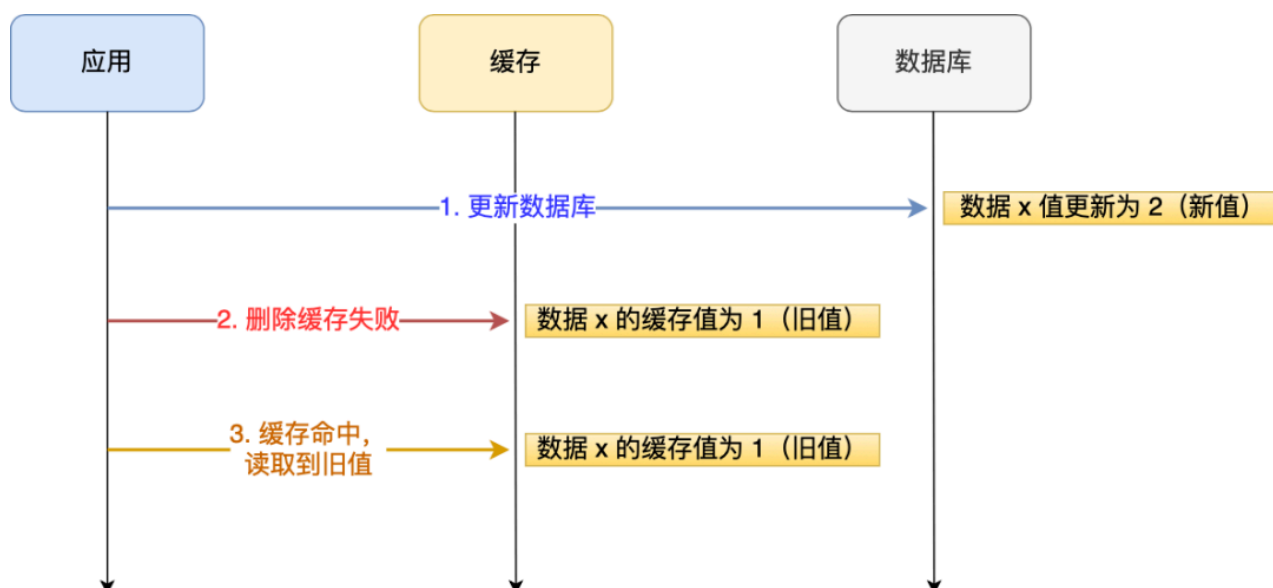 应用
缓存
数据库
1. 更新数据库
数据 x 值更新为 2（新值）
2. 删除缓存失败
数据 x 的缓存值为 1（旧值）
3. 缓存命中，
读取到旧值
数据 x 的缓存值为 1（旧值）